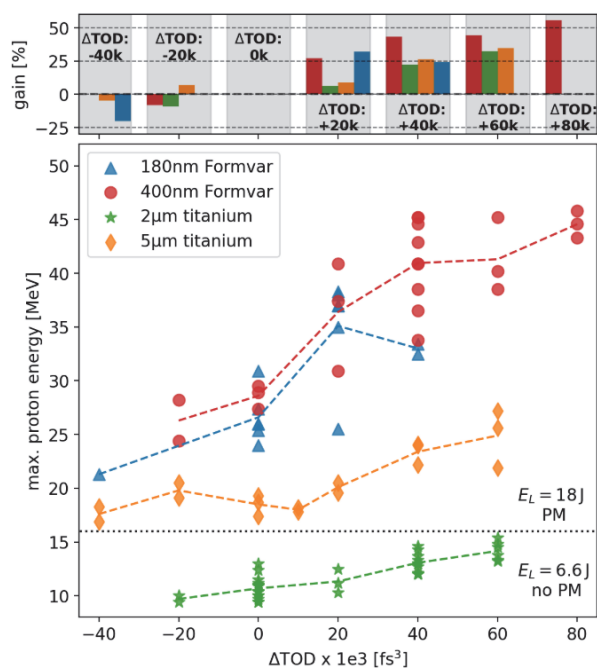 gain [%]
50
25
0
−25
ΔTOD:
-40k
ΔTOD:
-20k
ΔTOD:
0k
ΔTOD:
+20k
ΔTOD:
+40k
ΔTOD:
+60k
ΔTOD:
+80k
max. proton energy [MeV]
50
45
40
35
30
25
20
15
10
180nm Formvar
400nm Formvar
2μm titanium
5μm titanium
E_L = 18 J
PM
E_L = 6.6 J
no PM
−40
−20
0
20
40
60
80
ΔTOD x 1e3 [fs³]